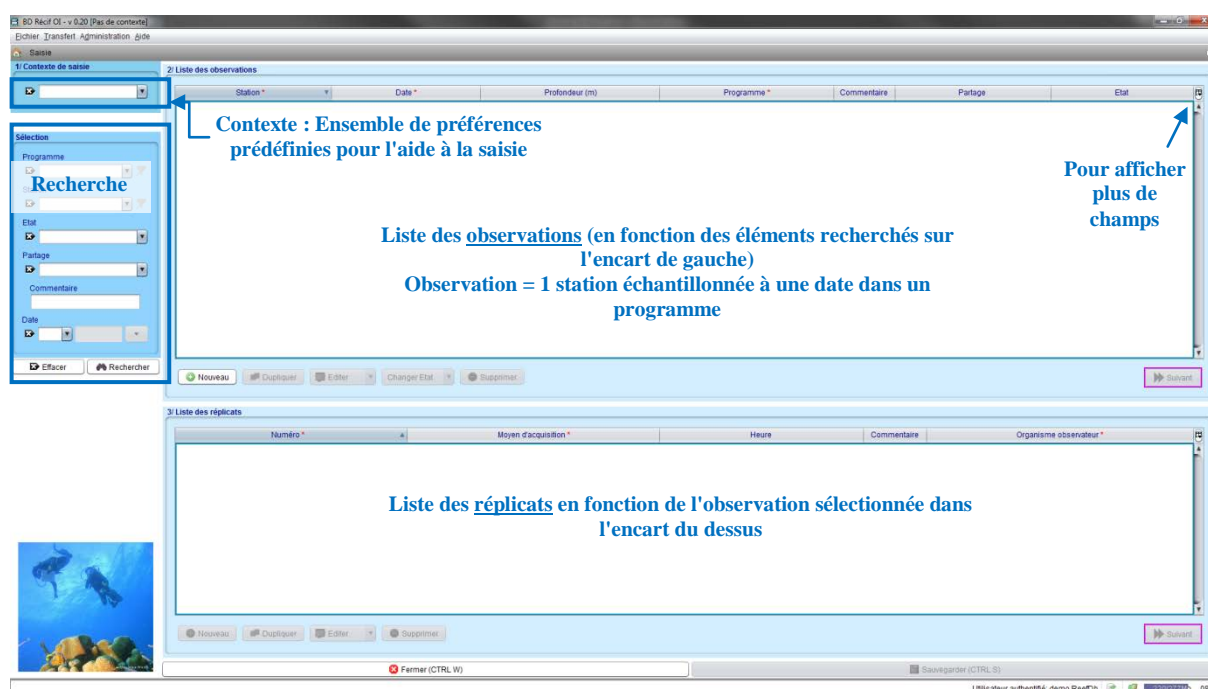 BD Récif OI - v 0.20 [Pas de contexte]
Fichier Transfert Administration Aide
Saisie
1/ Contexte de saisie
2/ Liste des observations
Station * Date * Profondeur (m) Programme * Commentaire Partage Etat
Contexte : Ensemble de préférences
prédéfinies pour l'aide à la saisie
Sélection
Programme
Recherche
Etat
Partage
Commentaire
Date
Effacer Rechercher
Pour afficher
plus de
champs
Liste des observations (en fonction des éléments recherchés sur
l'encart de gauche)
Observation = 1 station échantillonnée à une date dans un
programme
Nouveau Dupliquer Editer Changer Etat Supprimer Suivant
3/ Liste des réplicats
Numéro * Moyen d'acquisition * Heure Commentaire Organisme observateur *
Liste des réplicats en fonction de l'observation sélectionnée dans
l'encart du dessus
Nouveau Dupliquer Editer Supprimer Suivant
Fermer (CTRL W) Sauvegarder (CTRL S)
Utilisateur authentifié: demo ReefDb